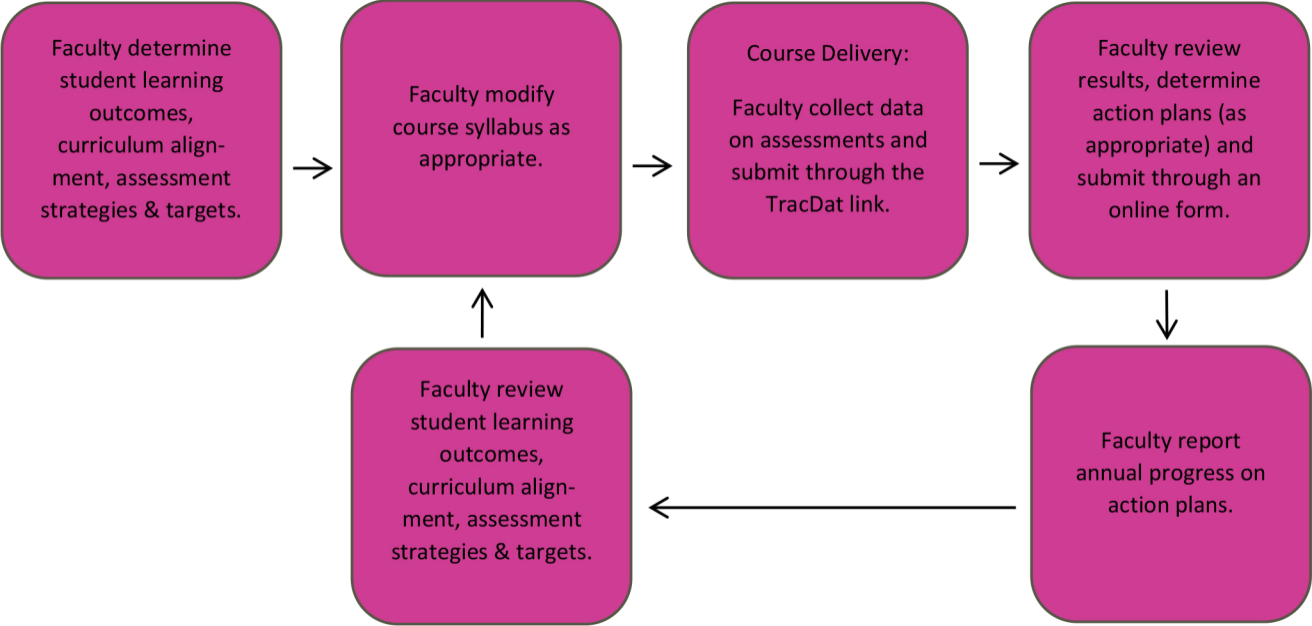 Faculty determine
student learning
outcomes,
curriculum align-
ment, assessment
strategies & targets.
Faculty modify
course syllabus as
appropriate.
Course Delivery:
Faculty collect data
on assessments and
submit through the
TracDat link.
Faculty review
results, determine
action plans (as
appropriate) and
submit through an
online form.
Faculty report
annual progress on
action plans.
Faculty review
student learning
outcomes,
curriculum align-
ment, assessment
strategies & targets.